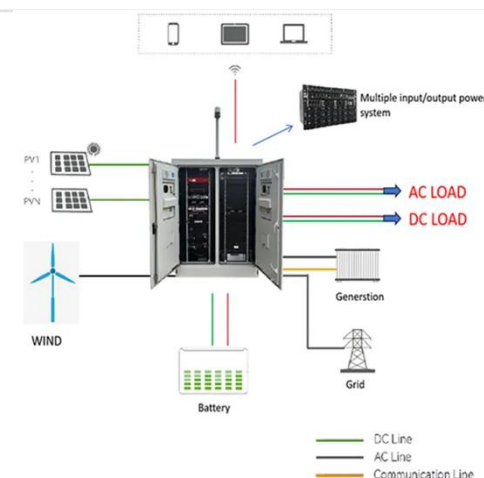 Multiple input/output power
system
PV1
PVN
AC LOAD
DC LOAD
WIND
Generstion
Grid
Battery
DC Line
AC Line
Communication Line